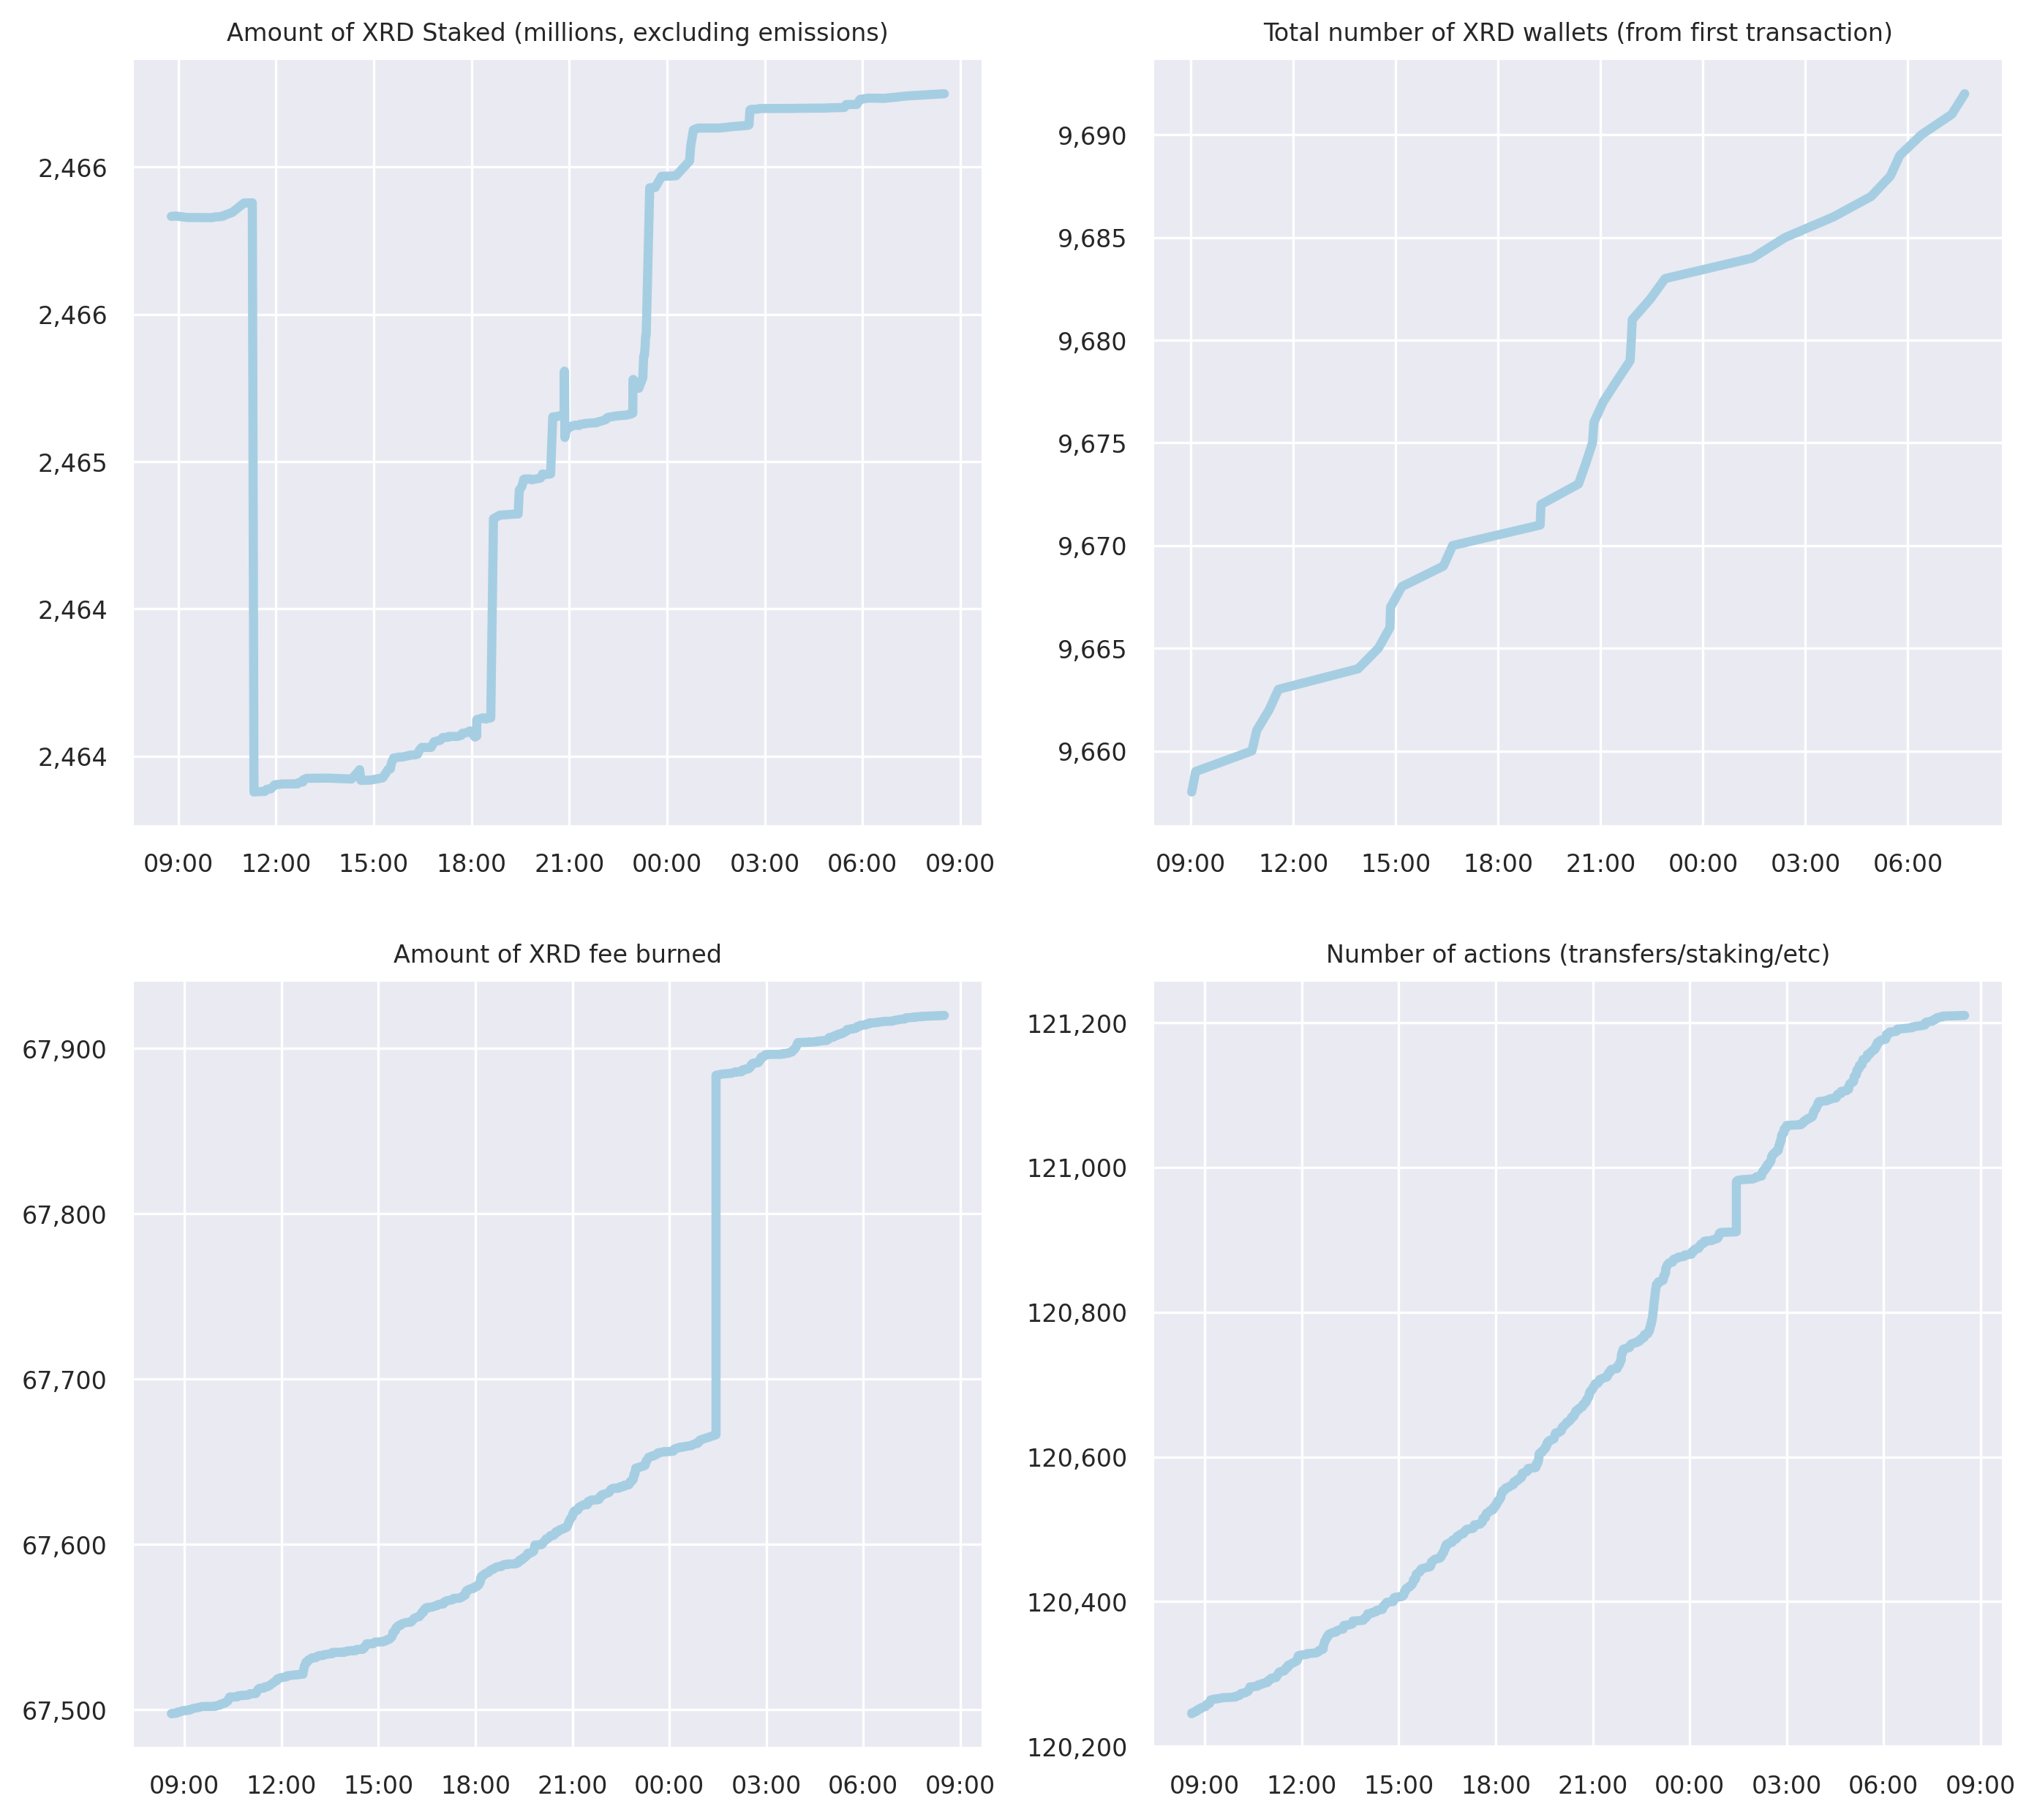 Amount of XRD Staked (millions, excluding emissions)
2,466
2,466
2,465
2,464
2,464
09:00 12:00 15:00 18:00 21:00 00:00 03:00 06:00 09:00
Total number of XRD wallets (from first transaction)
9,690
9,685
9,680
9,675
9,670
9,665
9,660
09:00 12:00 15:00 18:00 21:00 00:00 03:00 06:00
Amount of XRD fee burned
67,900
67,800
67,700
67,600
67,500
09:00 12:00 15:00 18:00 21:00 00:00 03:00 06:00 09:00
Number of actions (transfers/staking/etc)
121,200
121,000
120,800
120,600
120,400
120,200
09:00 12:00 15:00 18:00 21:00 00:00 03:00 06:00 09:00